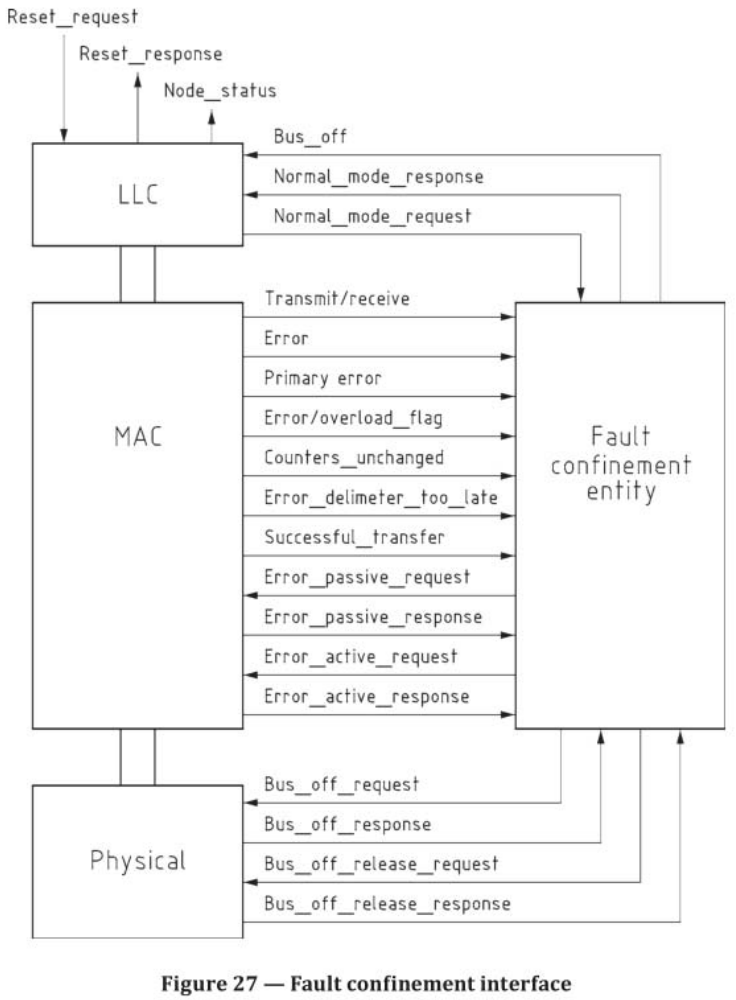 Reset_request
Reset_response
Node_status
LLC
Bus_off
Normal_mode_response
Normal_mode_request
MAC
Transmit/receive
Error
Primary error
Error/overload_flag
Counters_unchanged
Error_delimeter_too_late
Successful_transfer
Error_passive_request
Error_passive_response
Error_active_request
Error_active_response
Fault
confinement
entity
Physical
Bus_off_request
Bus_off_response
Bus_off_release_request
Bus_off_release_response
Figure 27 — Fault confinement interface